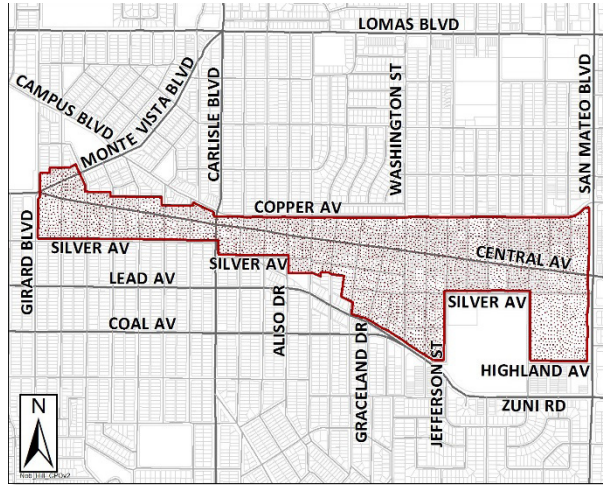 LOMAS BLVD
CAMPUS BLVD
MONTE VISTA BLVD
CARLISLE BLVD
WASHINGTON ST
SAN MATEO BLVD
COPPER AV
GIRARD BLVD
SILVER AV
CENTRAL AV
SILVER AV
LEAD AV
SILVER AV
ALISO DR
COAL AV
GRACELAND DR
JEFFERSON ST
HIGHLAND AV
ZUNI RD
N
Nob_Hill_CPOv2